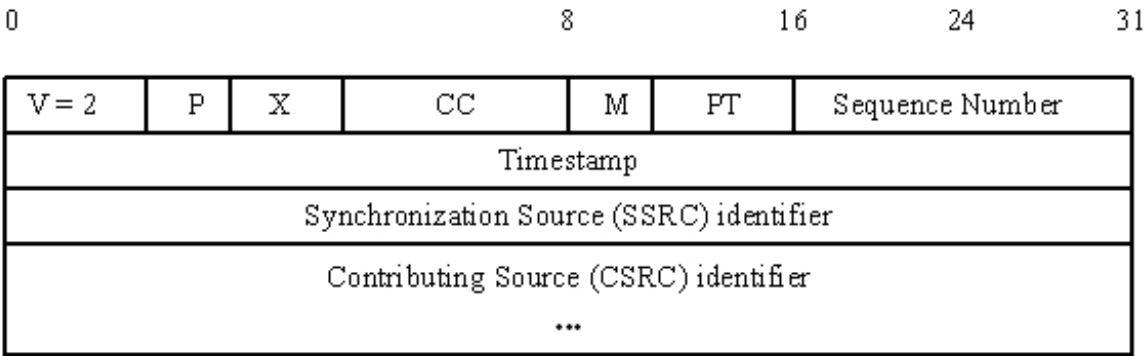 0 8 16 24 31
V = 2 P X CC M PT Sequence Number
Timestamp
Synchronization Source (SSRC) identifier
Contributing Source (CSRC) identifier
...